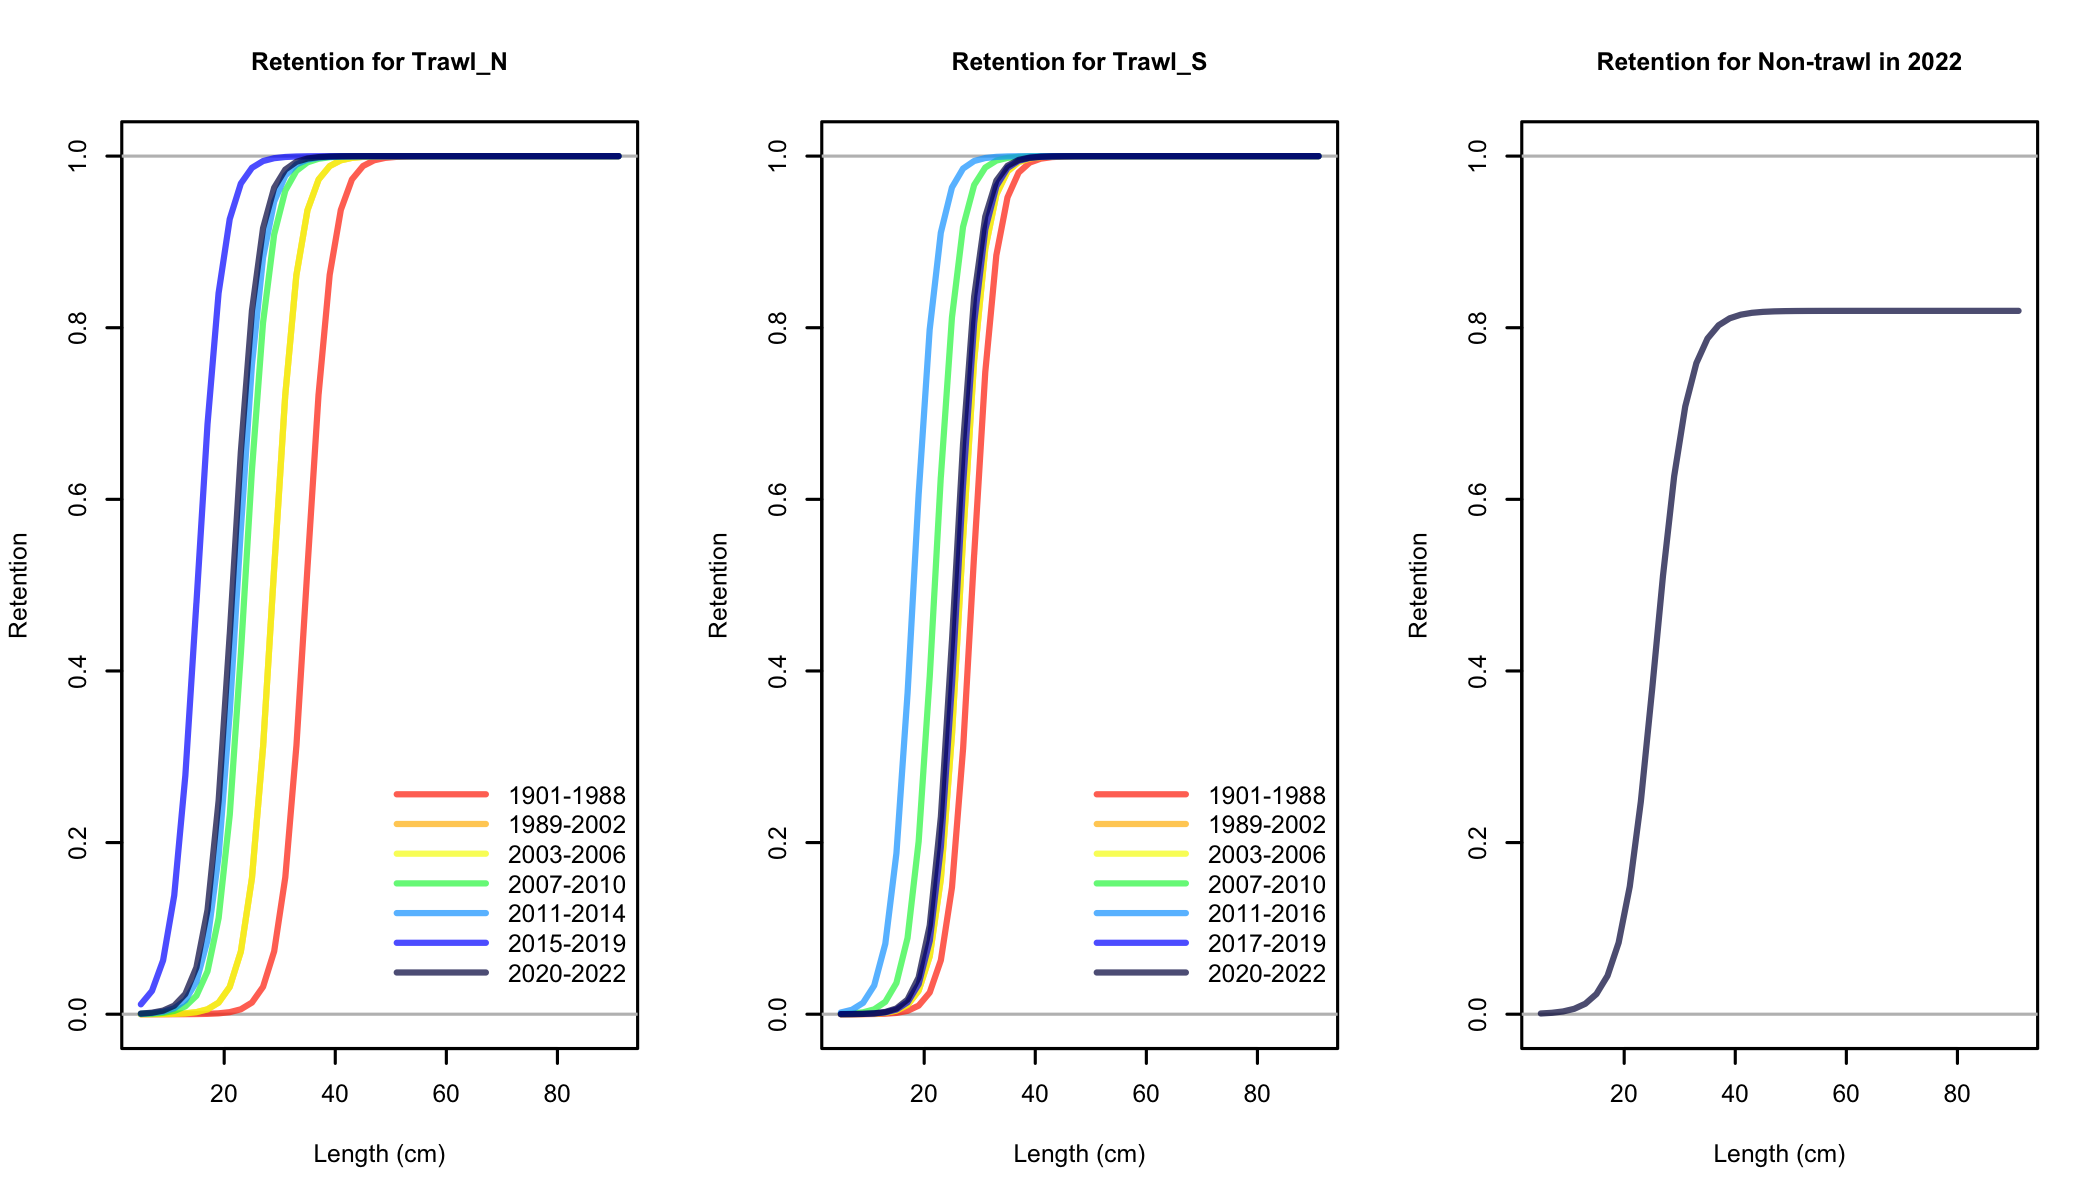 Retention for Trawl_N
Retention
1.0
0.8
0.6
0.4
0.2
0.0
1901-1988
1989-2002
2003-2006
2007-2010
2011-2014
2015-2019
2020-2022
20 40 60 80
Length (cm)
Retention for Trawl_S
Retention
1.0
0.8
0.6
0.4
0.2
0.0
1901-1988
1989-2002
2003-2006
2007-2010
2011-2016
2017-2019
2020-2022
20 40 60 80
Length (cm)
Retention for Non-trawl in 2022
Retention
1.0
0.8
0.6
0.4
0.2
0.0
20 40 60 80
Length (cm)